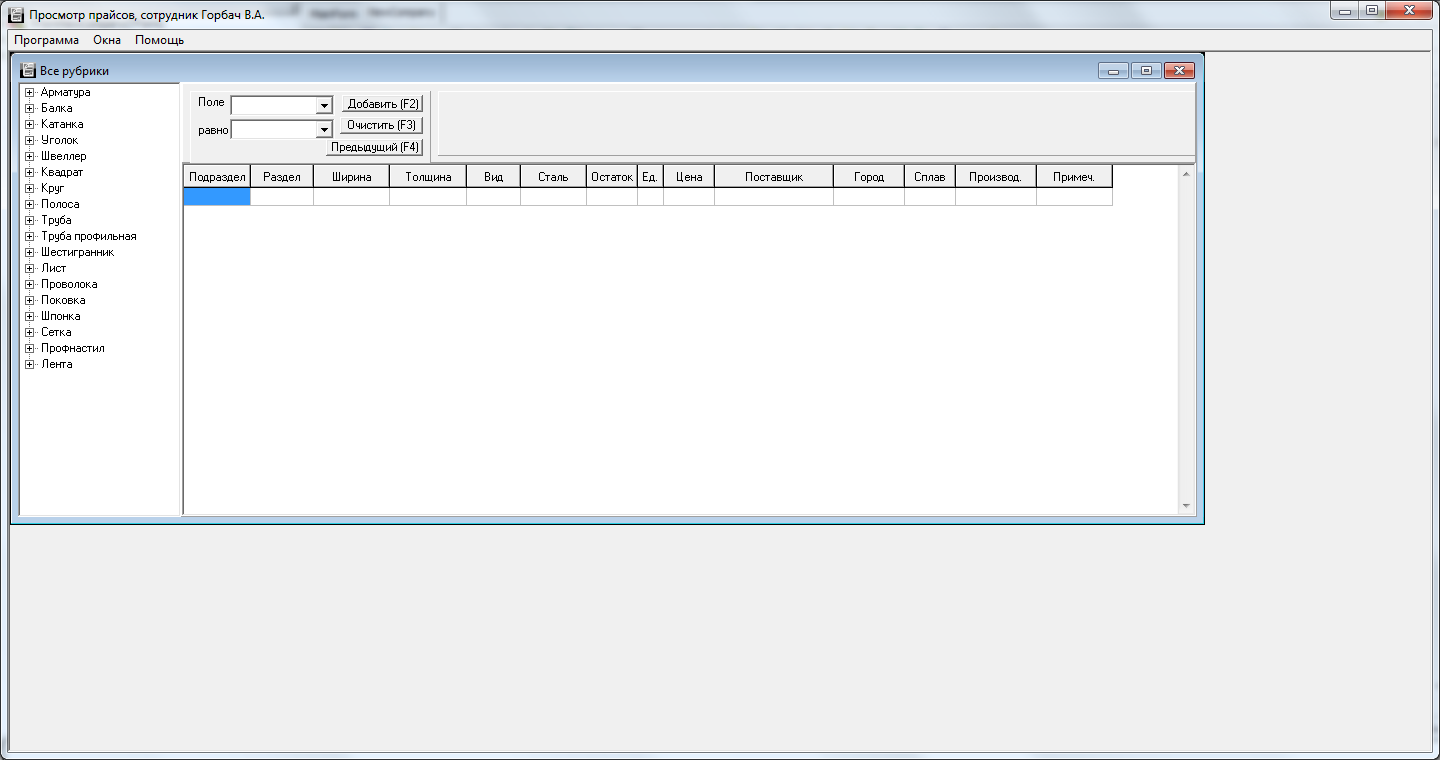 Просмотр прайсов, сотрудник Горбач В.А.
Программа Окна Помощь
Все рубрики
Арматура
Балка
Катанка
Уголок
Швеллер
Квадрат
Круг
Полоса
Труба
Труба профильная
Шестигранник
Лист
Проволока
Поковка
Шпонка
Сетка
Профнастил
Лента
Поле Добавить (F2)
равно Очистить (F3)
Предыдущий (F4)
Подраздел Раздел Ширина Толщина Вид Сталь Остаток Ед. Цена Поставщик Город Сплав Производ. Примеч.